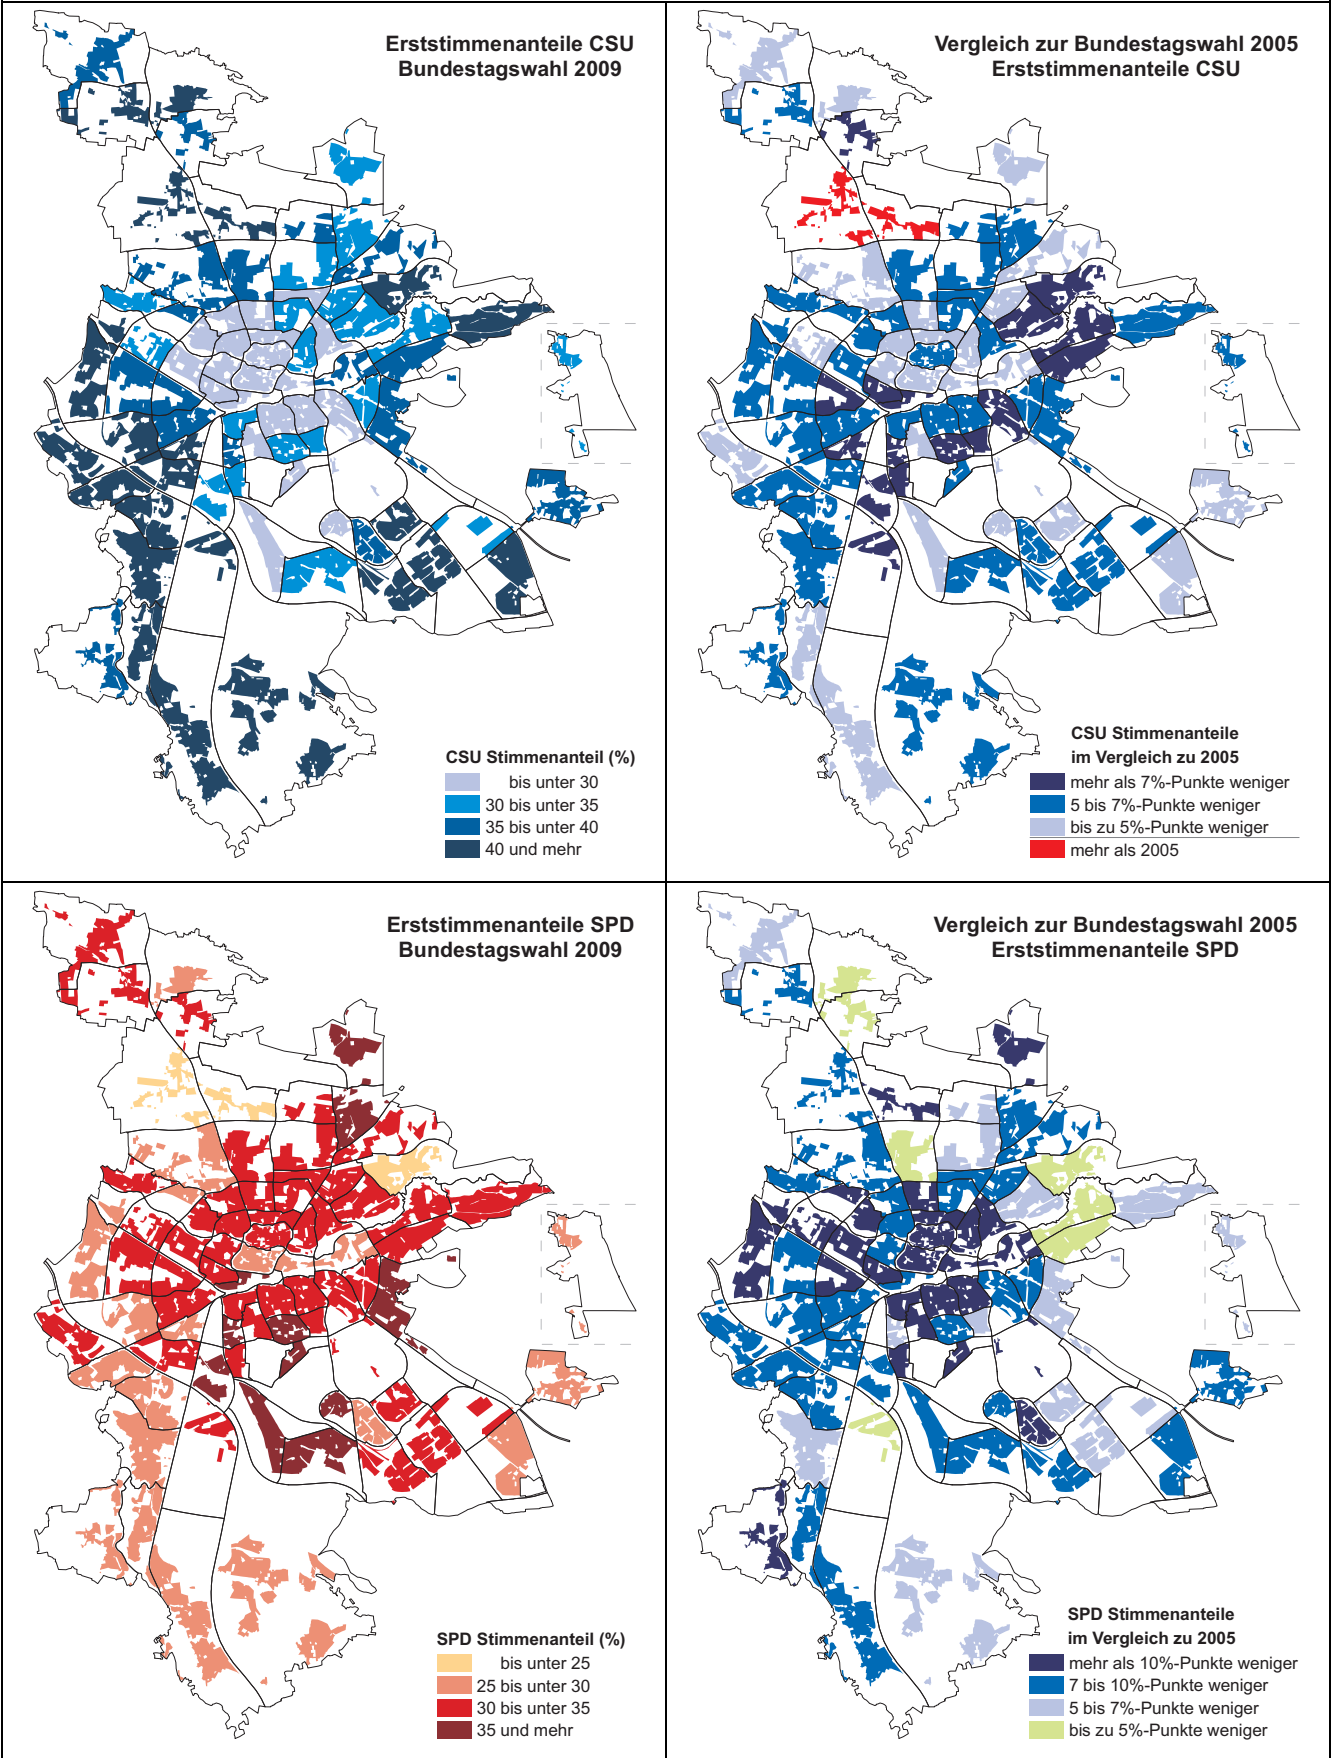 Erststimmenanteile CSU
Bundestagswahl 2009
CSU Stimmenanteil (%)
bis unter 30
30 bis unter 35
35 bis unter 40
40 und mehr
Vergleich zur Bundestagswahl 2005
Erststimmenanteile CSU
CSU Stimmenanteile
im Vergleich zu 2005
mehr als 7%-Punkte weniger
5 bis 7%-Punkte weniger
bis zu 5%-Punkte weniger
mehr als 2005
Erststimmenanteile SPD
Bundestagswahl 2009
SPD Stimmenanteil (%)
bis unter 25
25 bis unter 30
30 bis unter 35
35 und mehr
Vergleich zur Bundestagswahl 2005
Erststimmenanteile SPD
SPD Stimmenanteile
im Vergleich zu 2005
mehr als 10%-Punkte weniger
7 bis 10%-Punkte weniger
5 bis 7%-Punkte weniger
bis zu 5%-Punkte weniger